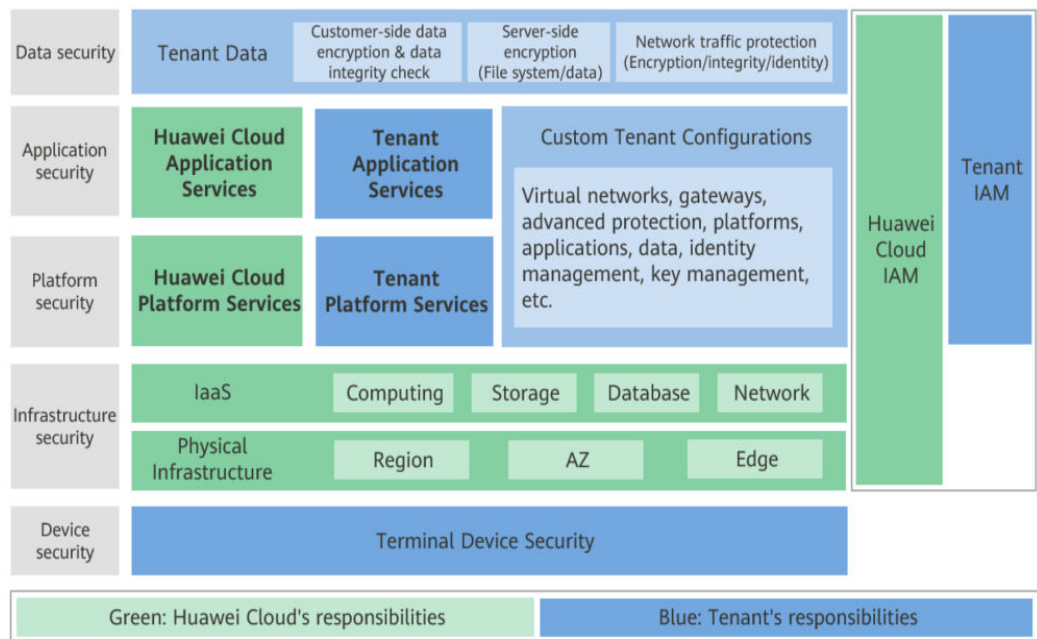 Data security
Tenant Data
Customer-side data
encryption & data
integrity check
Server-side
encryption
(File system/data)
Network traffic protection
(Encryption/integrity/identity)
Application
security
Huawei Cloud
Application
Services
Tenant
Application
Services
Custom Tenant Configurations
Virtual networks, gateways,
advanced protection, platforms,
applications, data, identity
management, key management,
etc.
Platform
security
Huawei Cloud
Platform Services
Tenant
Platform Services
Huawei
Cloud
IAM
Tenant
IAM
Infrastructure
security
IaaS
Computing
Storage
Database
Network
Physical
Infrastructure
Region
AZ
Edge
Device
security
Terminal Device Security
Green: Huawei Cloud's responsibilities
Blue: Tenant's responsibilities